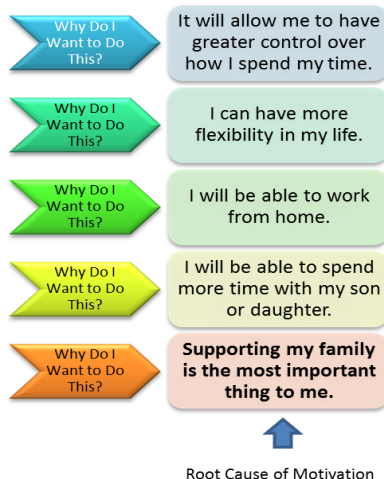 Why Do I
Want to Do
This?
It will allow me to have
greater control over
how I spend my time.
Why Do I
Want to Do
This?
I can have more
flexibility in my life.
Why Do I
Want to Do
This?
I will be able to work
from home.
Why Do I
Want to Do
This?
I will be able to spend
more time with my son
or daughter.
Why Do I
Want to Do
This?
Supporting my family
is the most important
thing to me.
Root Cause of Motivation